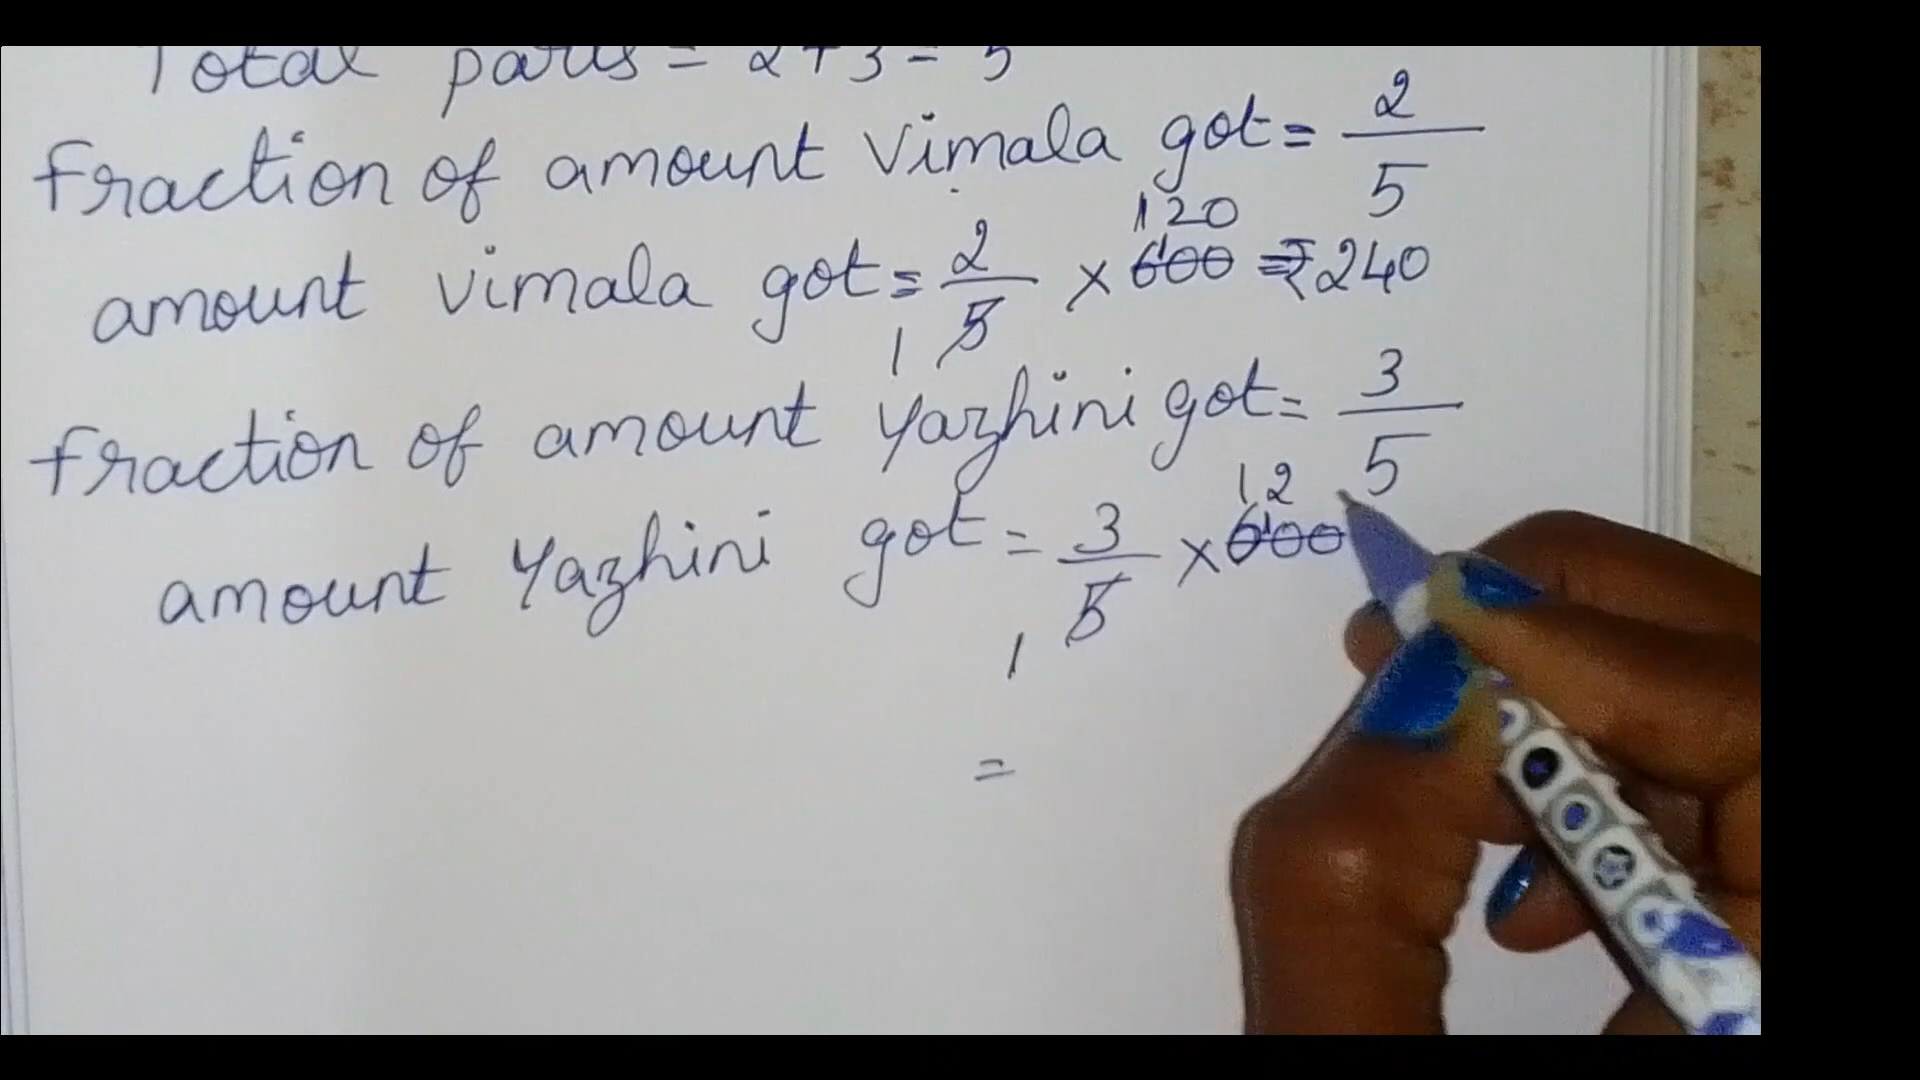 Total parts = 2 + 3 = 5
Fraction of amount Vimala got = 2/5
120
amount Vimala got = 2/5 × 600 = ₹240
1
Fraction of amount Yazhini got = 3/5
12
amount Yazhini got = 3/5 × 600
1
=